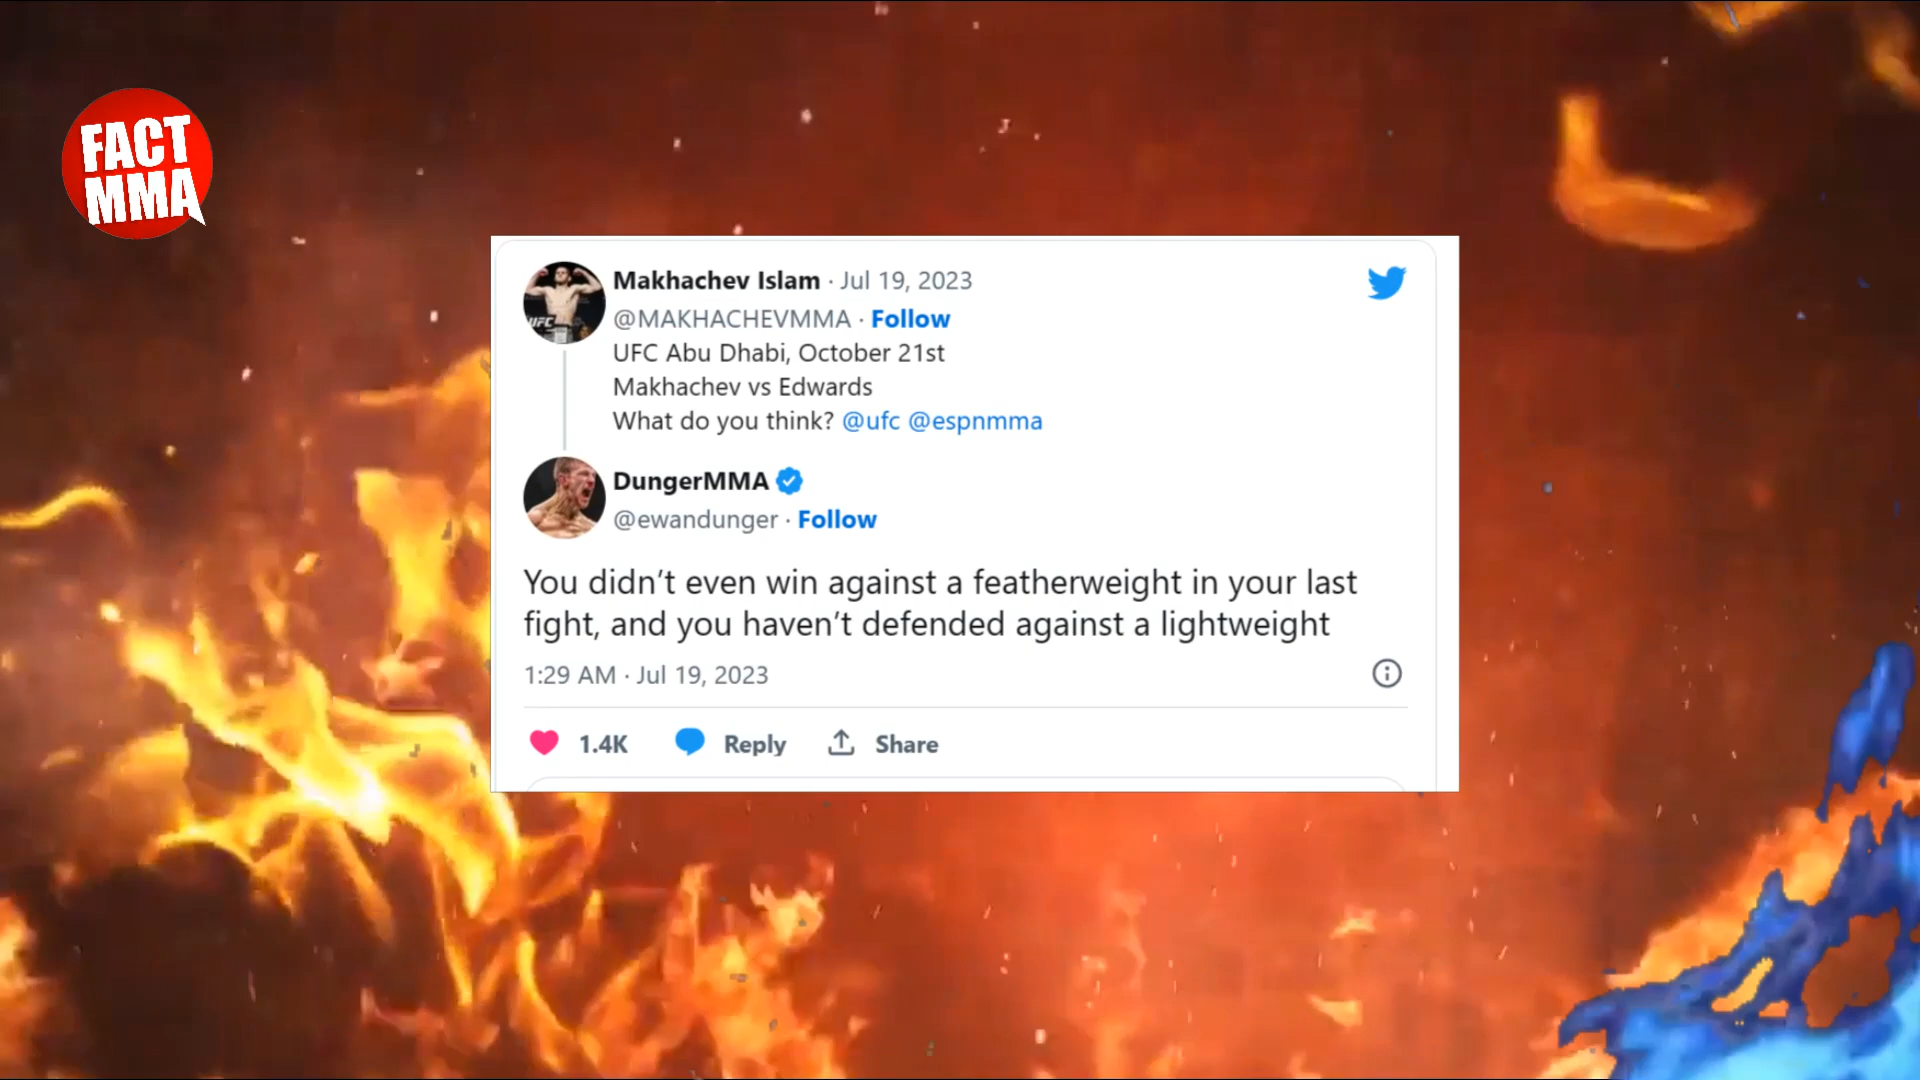 FACT
MMA
Makhachev Islam · Jul 19, 2023
@MAKHACHEVMMA · Follow
UFC Abu Dhabi, October 21st
Makhachev vs Edwards
What do you think? @ufc @espnmma
UFC
DungerMMA
@ewandunger · Follow
You didn’t even win against a featherweight in your last
fight, and you haven’t defended against a lightweight
1:29 AM · Jul 19, 2023
1.4K Reply Share